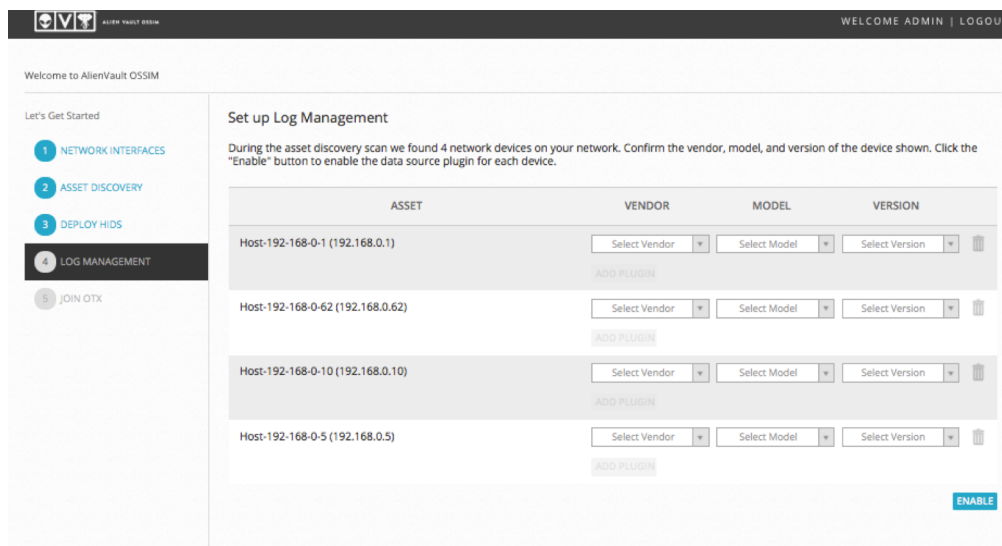 AV ALIEN VAULT OSSIM
WELCOME ADMIN | LOGOU
Welcome to AlienVault OSSIM
Let's Get Started
1 NETWORK INTERFACES
2 ASSET DISCOVERY
3 DEPLOY HIDS
4 LOG MANAGEMENT
5 JOIN OTX
Set up Log Management
During the asset discovery scan we found 4 network devices on your network. Confirm the vendor, model, and version of the device shown. Click the
"Enable" button to enable the data source plugin for each device.
ASSET VENDOR MODEL VERSION
Host-192-168-0-1 (192.168.0.1) Select Vendor Select Model Select Version
ADD PLUGIN
Host-192-168-0-62 (192.168.0.62) Select Vendor Select Model Select Version
ADD PLUGIN
Host-192-168-0-10 (192.168.0.10) Select Vendor Select Model Select Version
ADD PLUGIN
Host-192-168-0-5 (192.168.0.5) Select Vendor Select Model Select Version
ADD PLUGIN
ENABLE